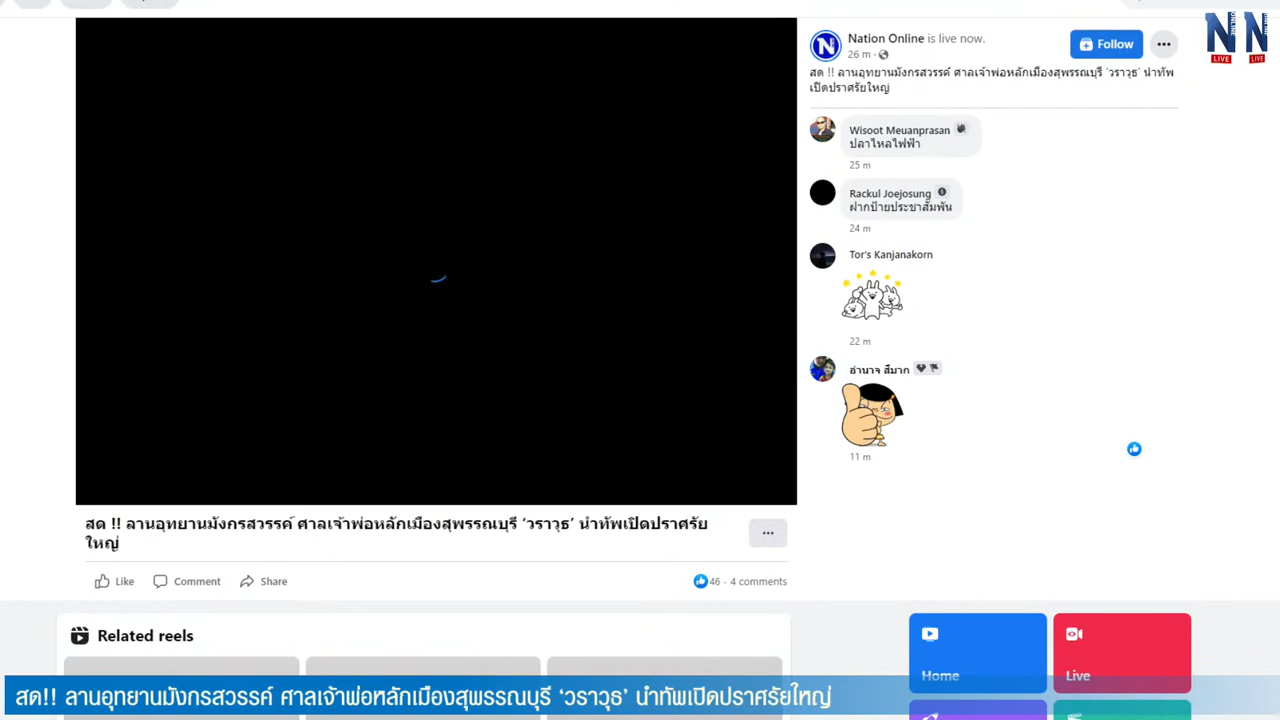 Nation Online is live now.
26 m ·
Follow
สด !! ลานอุทยานมังกรสวรรค์ ศาลเจ้าพ่อหลักเมืองสุพรรณบุรี 'วราวุธ' นำทัพ
เปิดปราศรัยใหญ่
LIVE
LIVE
Wisoot Meuanprasan
ปลาไหลไฟฟ้า
25 m
Rackul Joejosung
ฝากป้ายประชาสัมพัน
24 m
Tor's Kanjanakorn
22 m
อำนาจ สีมาก
11 m
สด !! ลานอุทยานมังกรสวรรค์ ศาลเจ้าพ่อหลักเมืองสุพรรณบุรี 'วราวุธ' นำทัพเปิดปราศรัย
ใหญ่
Like Comment Share
46 · 4 comments
Related reels
Home
Live
สด!! ลานอุทยานมังกรสวรรค์ ศาลเจ้าพ่อหลักเมืองสุพรรณบุรี 'วราวุธ' นำทัพเปิดปราศรัยใหญ่